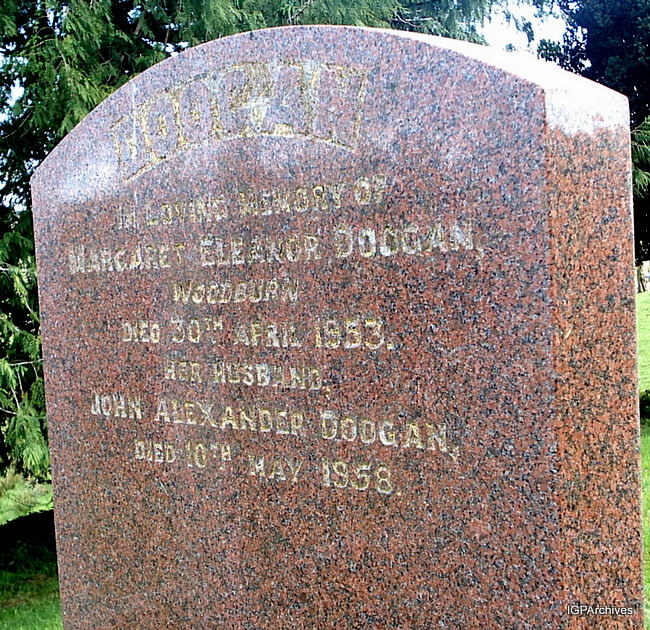 DOOGAN
IN LOVING MEMORY OF
MARGARET ELEANOR DOOGAN,
WOODBURN
DIED 30TH APRIL 1953.
HER HUSBAND,
JOHN ALEXANDER DOOGAN,
DIED 10TH MAY 1958.
IGPArchives